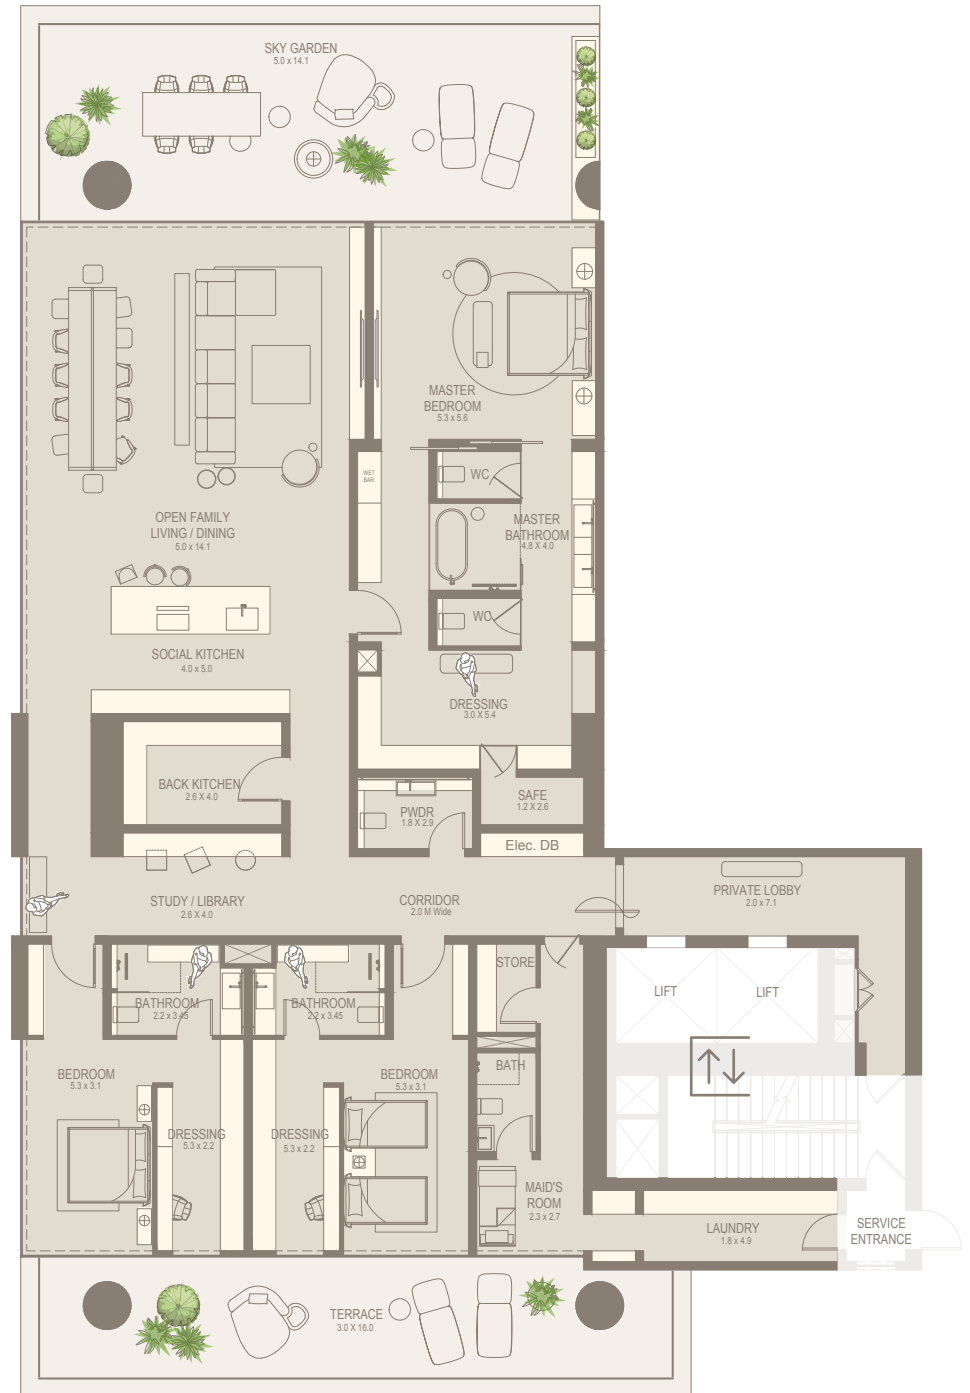 SKY GARDEN
5.0 x 14.1
MASTER
BEDROOM
5.3 x 5.6
WET
BAR
WC
OPEN FAMILY
LIVING / DINING
5.0 x 14.1
MASTER
BATHROOM
4.8 X 4.0
WC
SOCIAL KITCHEN
4.0 x 5.0
DRESSING
3.0 X 5.4
BACK KITCHEN
2.6 X 4.0
SAFE
1.2 X 2.6
PWDR
1.8 X 2.9
Elec. DB
STUDY / LIBRARY
2.6 X 4.0
CORRIDOR
2.0 M Wide
PRIVATE LOBBY
2.0 x 7.1
STORE
LIFT
LIFT
BATHROOM
2.2 x 3.45
BATHROOM
2.2 x 3.45
BATH
BEDROOM
5.3 x 3.1
BEDROOM
5.3 x 3.1
DRESSING
5.3 x 2.2
DRESSING
5.3 x 2.2
MAID'S
ROOM
2.3 x 2.7
LAUNDRY
1.8 x 4.9
SERVICE
ENTRANCE
TERRACE
3.0 X 16.0